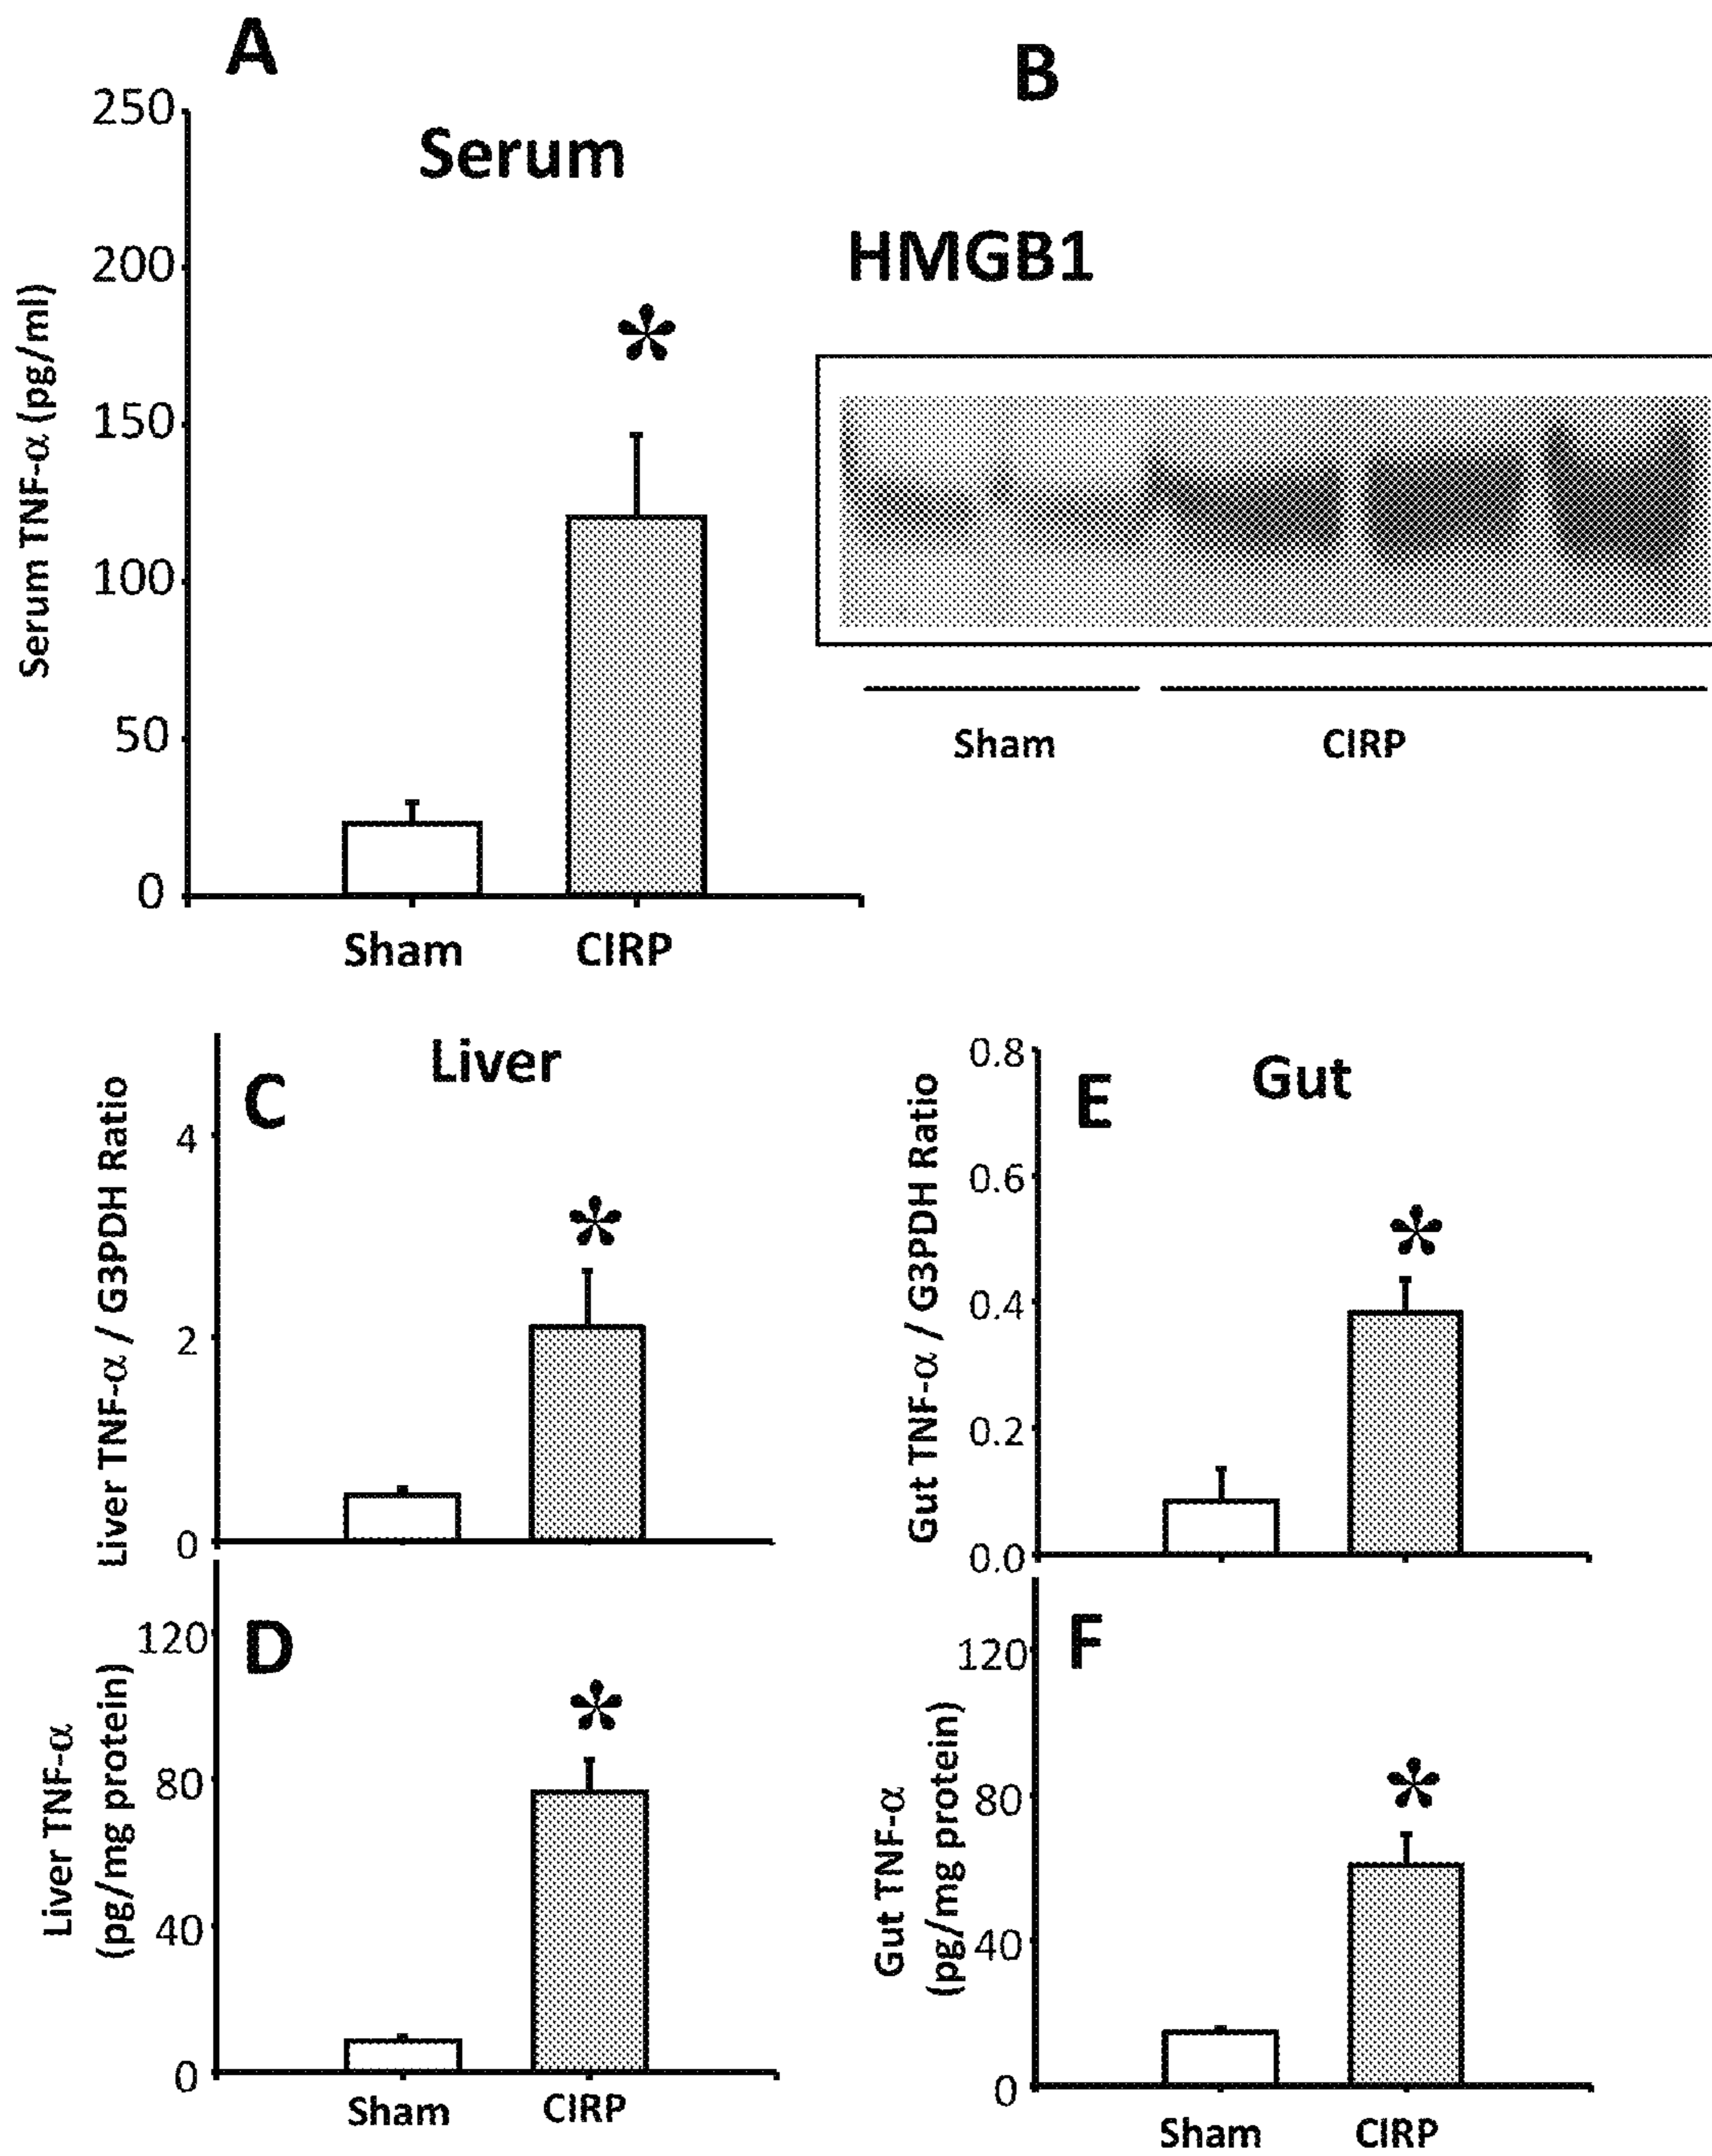 A
Serum
250
200
150
100
50
0
Serum TNF-α (pg/ml)
*
Sham
CIRP
B
HMGB1
Sham
CIRP
C
Liver
4
2
0
Liver TNF-α / G3PDH Ratio
*
D
120
80
40
0
Liver TNF-α
(pg/mg protein)
*
Sham
CIRP
E
Gut
0.8
0.6
0.4
0.2
0.0
Gut TNF-α / G3PDH Ratio
*
F
120
80
40
0
Gut TNF-α
(pg/mg protein)
*
Sham
CIRP